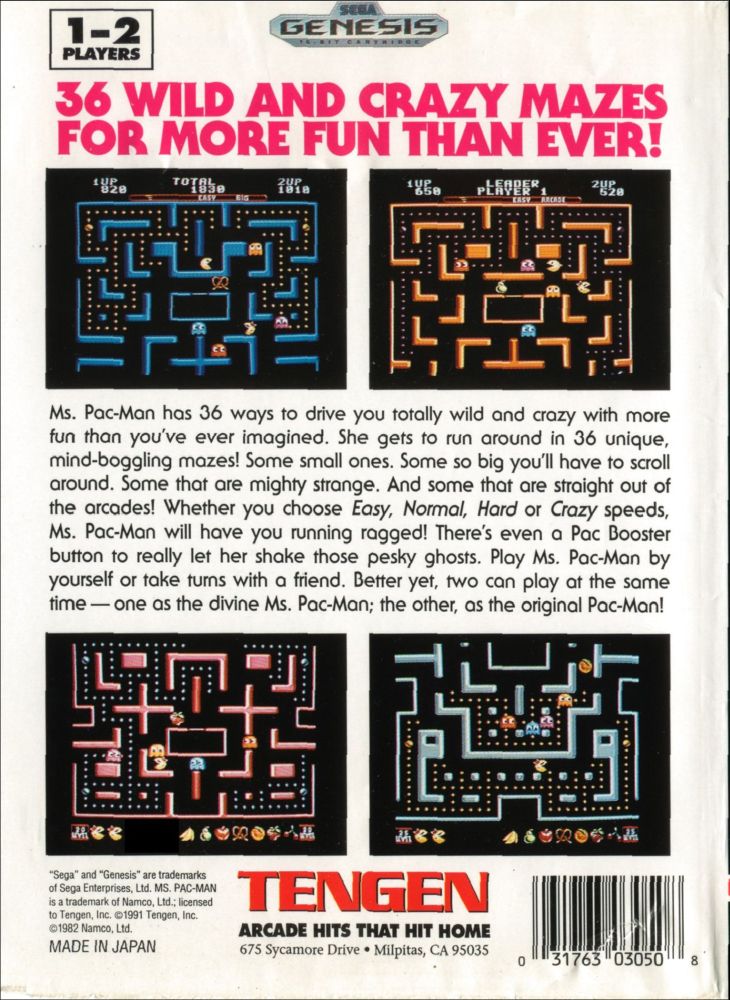 1-2
PLAYERS
SEGA
GENESIS
16-BIT CARTRIDGE
36 WILD AND CRAZY MAZES
FOR MORE FUN THAN EVER!
1UP TOTAL 2UP
820 1830 1010
EASY BIG
1UP LEADER 2UP
650 PLAYER 1 520
EASY ARCADE
Ms. Pac-Man has 36 ways to drive you totally wild and crazy with more
fun than you've ever imagined. She gets to run around in 36 unique,
mind-boggling mazes! Some small ones. Some so big you'll have to scroll
around. Some that are mighty strange. And some that are straight out of
the arcades! Whether you choose Easy, Normal, Hard or Crazy speeds,
Ms. Pac-Man will have you running ragged! There's even a Pac Booster
button to really let her shake those pesky ghosts. Play Ms. Pac-Man by
yourself or take turns with a friend. Better yet, two can play at the same
time — one as the divine Ms. Pac-Man; the other, as the original Pac-Man!
"Sega" and "Genesis" are trademarks
of Sega Enterprises, Ltd. MS. PAC-MAN
is a trademark of Namco, Ltd.; licensed
to Tengen, Inc. ©1991 Tengen, Inc.
©1982 Namco, Ltd.
MADE IN JAPAN
TENGEN
ARCADE HITS THAT HIT HOME
675 Sycamore Drive • Milpitas, CA 95035
0 31763 03050 8